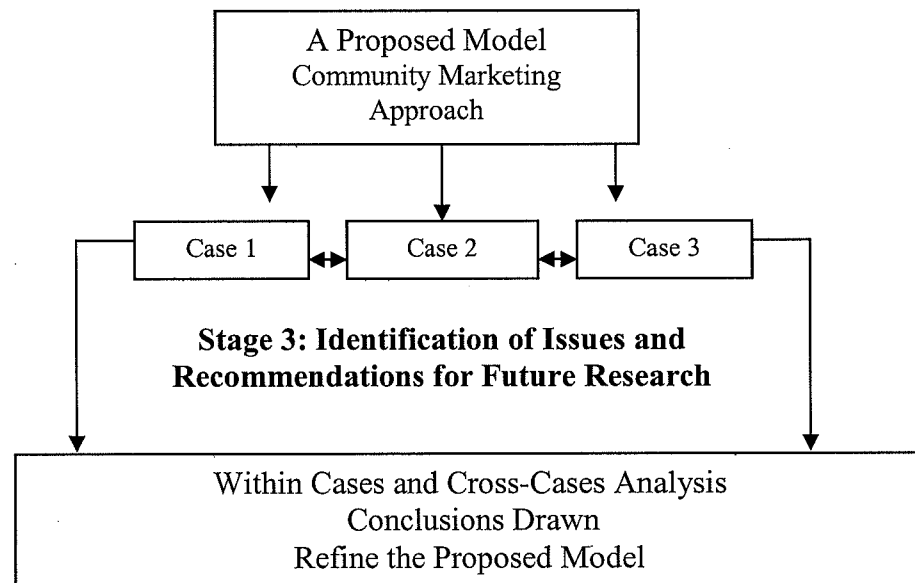 A Proposed Model
Community Marketing
Approach
Case 1
Case 2
Case 3
Stage 3: Identification of Issues and
Recommendations for Future Research
Within Cases and Cross-Cases Analysis
Conclusions Drawn
Refine the Proposed Model